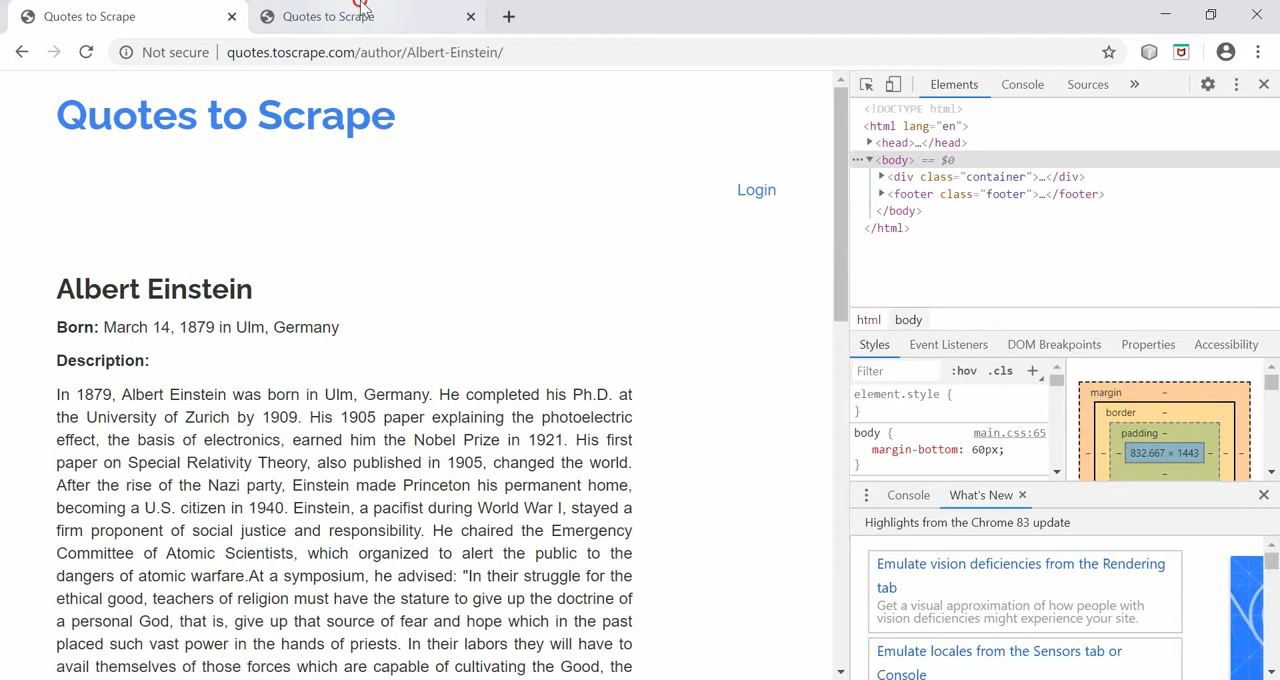 Quotes to Scrape
Quotes to Scrape
Not secure
quotes.toscrape.com/author/Albert-Einstein/
Quotes to Scrape
Login
Albert Einstein
Born: March 14, 1879 in Ulm, Germany
Description:
In 1879, Albert Einstein was born in Ulm, Germany. He completed his Ph.D. at
the University of Zurich by 1909. His 1905 paper explaining the photoelectric
effect, the basis of electronics, earned him the Nobel Prize in 1921. His first
paper on Special Relativity Theory, also published in 1905, changed the world.
After the rise of the Nazi party, Einstein made Princeton his permanent home,
becoming a U.S. citizen in 1940. Einstein, a pacifist during World War I, stayed a
firm proponent of social justice and responsibility. He chaired the Emergency
Committee of Atomic Scientists, which organized to alert the public to the
dangers of atomic warfare.At a symposium, he advised: "In their struggle for the
ethical good, teachers of religion must have the stature to give up the doctrine of
a personal God, that is, give up that source of fear and hope which in the past
placed such vast power in the hands of priests. In their labors they will have to
avail themselves of those forces which are capable of cultivating the Good, the
Elements Console Sources »
<!DOCTYPE html>
<html lang="en">
<head>…</head>
<body> == $0
<div class="container">…</div>
<footer class="footer">…</footer>
</body>
</html>
html body
Styles Event Listeners DOM Breakpoints Properties Accessibility
Filter :hov .cls +
element.style {
}
body { main.css:65
margin-bottom: 60px;
}
margin –
border –
padding –
832.667 × 1443
Console What's New
Highlights from the Chrome 83 update
Emulate vision deficiencies from the Rendering
tab
Get a visual approximation of how people with
vision deficiencies might experience your site.
Emulate locales from the Sensors tab or
Console